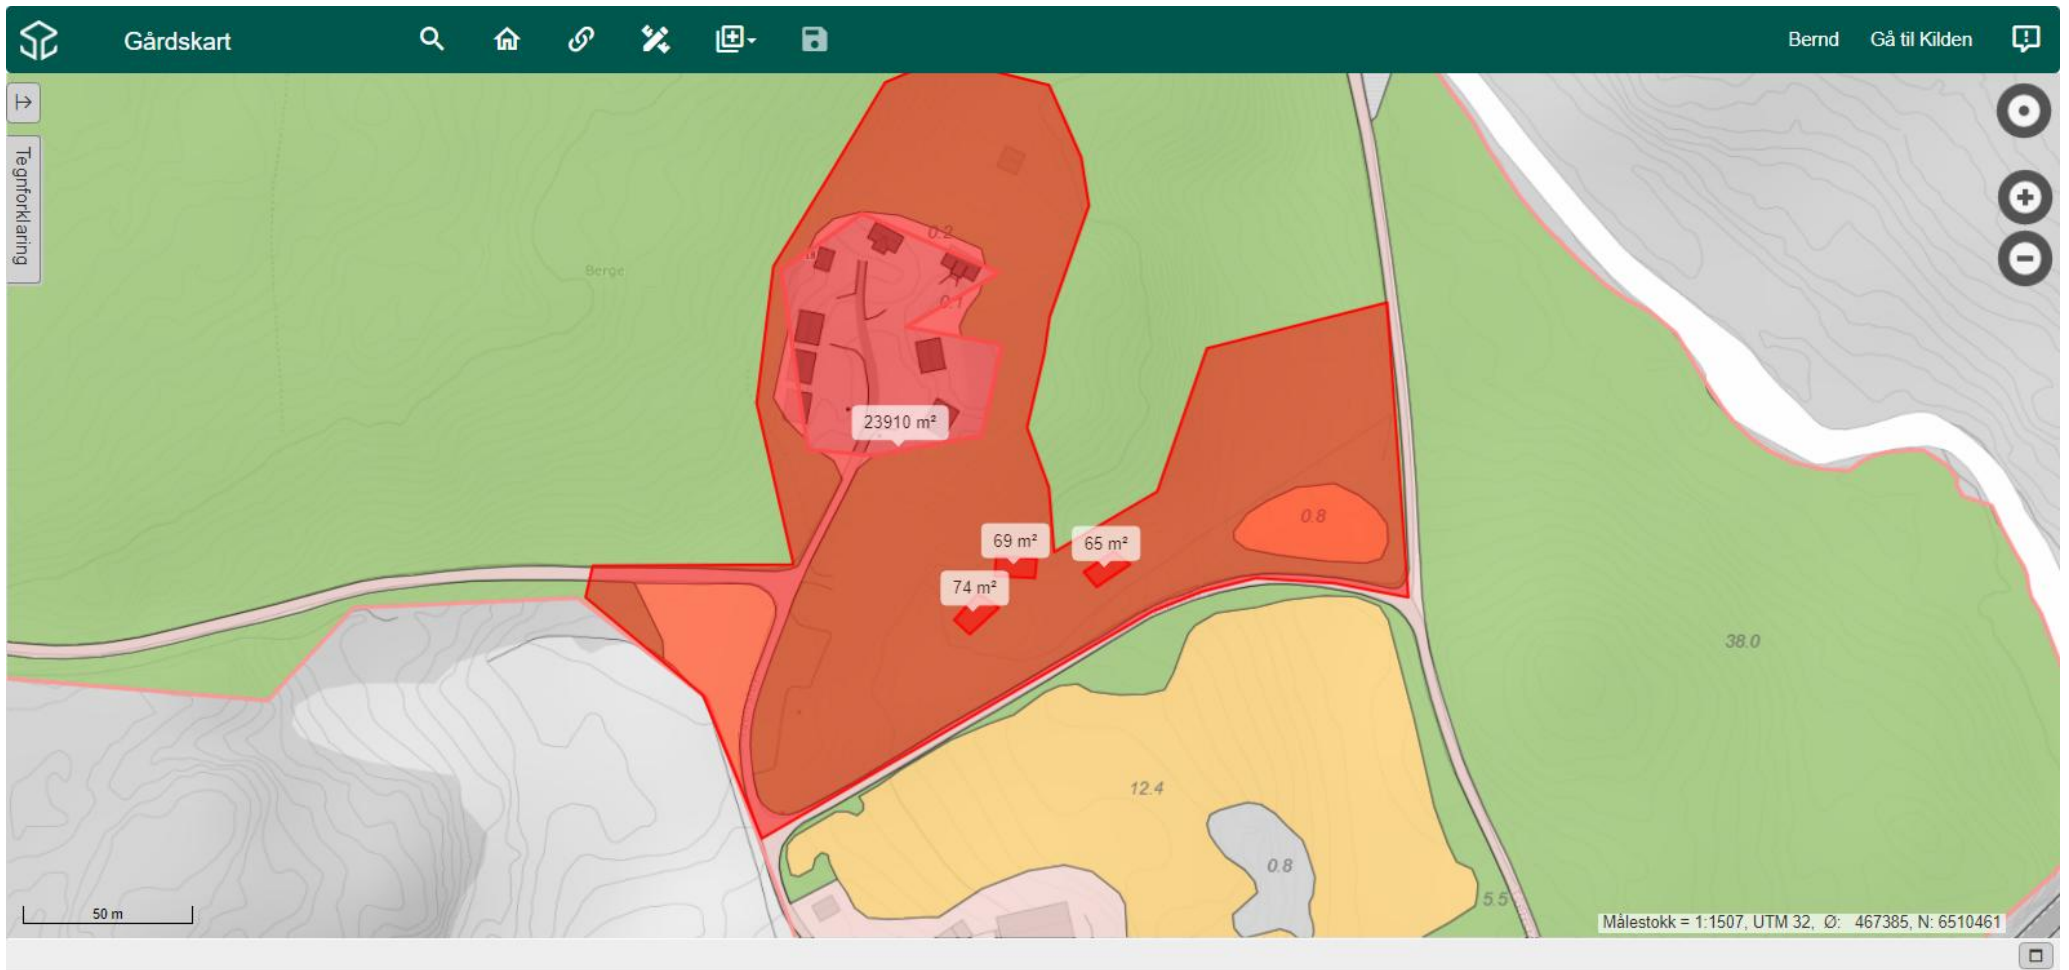 Gårdskart
Bernd
Gå til Kilden
Tegnforklaring
Berge
0.2
0.1
23910 m²
69 m²
65 m²
74 m²
0.8
38.0
12.4
0.8
5.5
50 m
Målestokk = 1:1507, UTM 32, Ø: 467385, N: 6510461